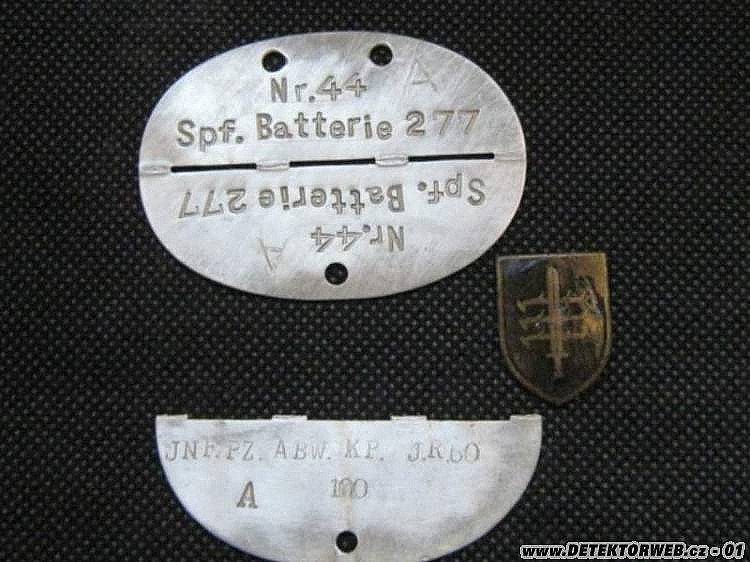 A
Nr.44
Spf. Batterie 277
Spf. Batterie 277
Nr.44
A
JNF.PZ. ABW. KP. J.R.60
A 100
www.DETEKTORWEB.cz - 01